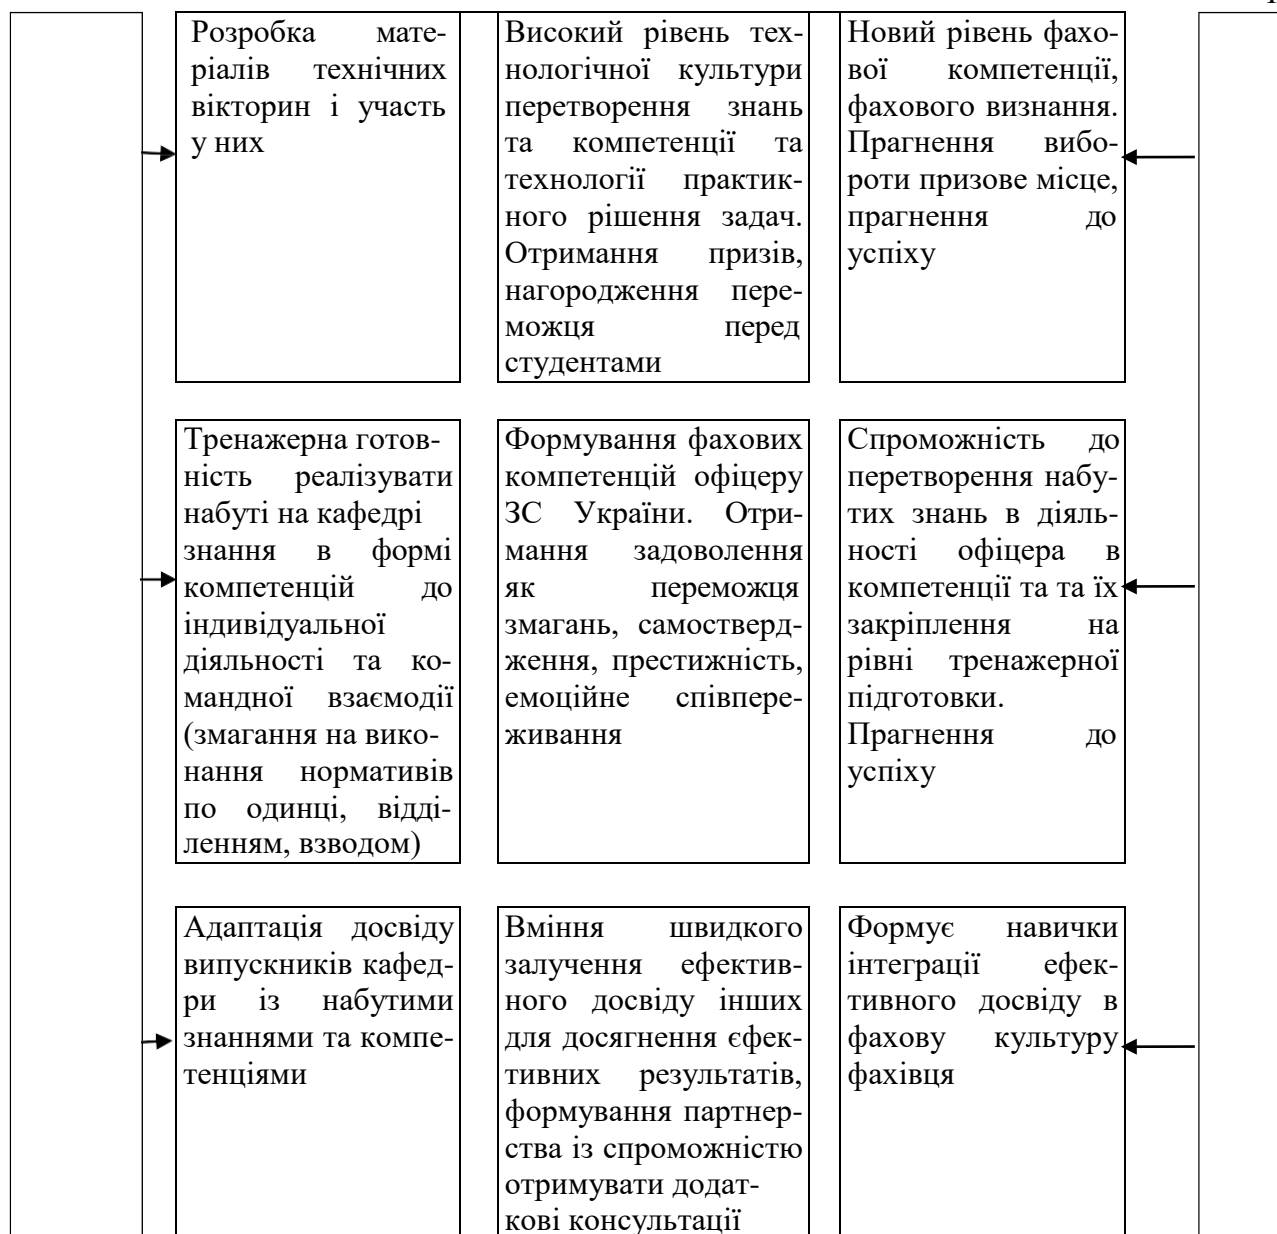 Розробка мате-
ріалів технічних
вікторин і участь
у них
Високий рівень тех-
нологічної культури
перетворення знань
та компетенції та
технології практик-
ного рішення задач.
Отримання призів,
нагородження пере-
можця перед
студентами
Новий рівень фахо-
вої компетенції,
фахового визнання.
Прагнення вибо-
роти призове місце,
прагнення до
успіху
Тренажерна готов-
ність реалізувати
набуті на кафедрі
знання в формі
компетенцій до
індивідуальної
діяльності та ко-
мандної взаємодії
(змагання на вико-
нання нормативів
по одинці, відді-
ленням, взводом)
Формування фахових
компетенцій офіцеру
ЗС України. Отри-
мання задоволення
як переможця
змагань, самоствερд-
ження, престижність,
емоційне співпере-
живання
Спроможність до
перетворення набу-
тих знань в діяль-
ності офіцера в
компетенції та та їх
закріплення на
рівні тренажерної
підготовки.
Прагнення до
успіху
Адаптація досвіду
випускників кафед-
ри із набутими
знаннями та компе-
тенціями
Вміння швидкого
залучення ефектив-
ного досвіду інших
для досягнення єфек-
тивних результатів,
формування партнер-
ства із спроможністю
отримувати додат-
кові консультації
Формує навички
інтеграції ефек-
тивного досвіду в
фахову культуру
фахівця